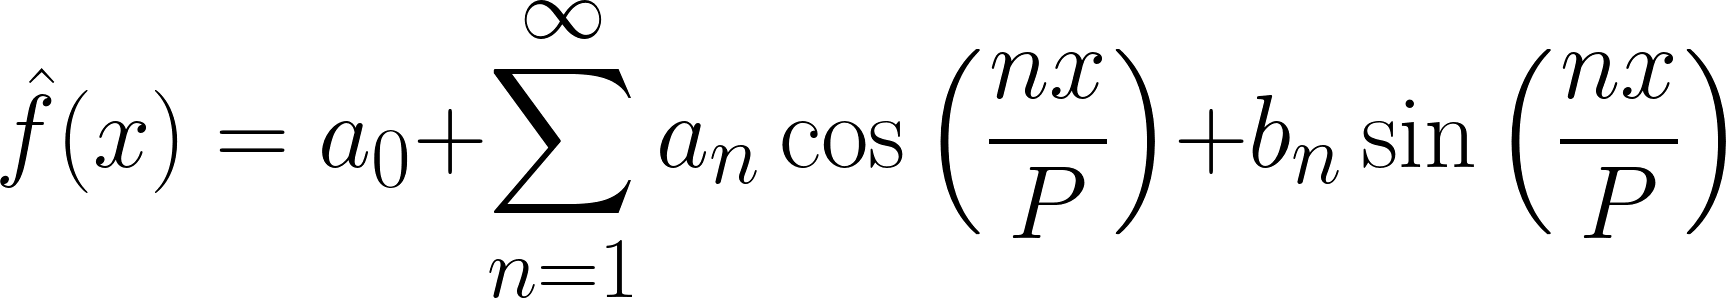 \hat{f}(x) = a_0 + \sum_{n=1}^{\infty} a_n \cos\left(\frac{nx}{P}\right) + b_n \sin\left(\frac{nx}{P}\right)